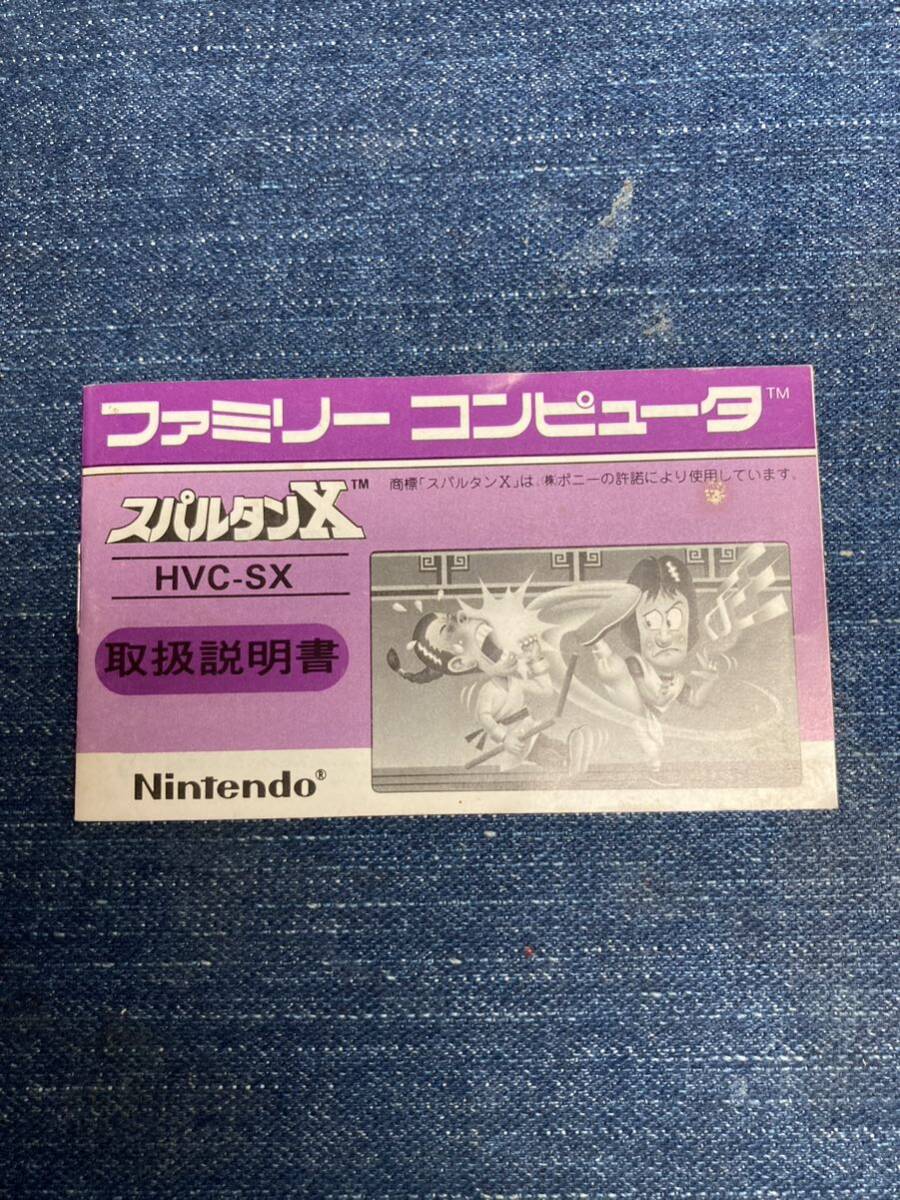 ファミリー コンピュータ™
スパルタンX™
商標「スパルタンX」は、㈱ポニーの許諾により使用しています。
HVC-SX
取扱説明書
Nintendo®